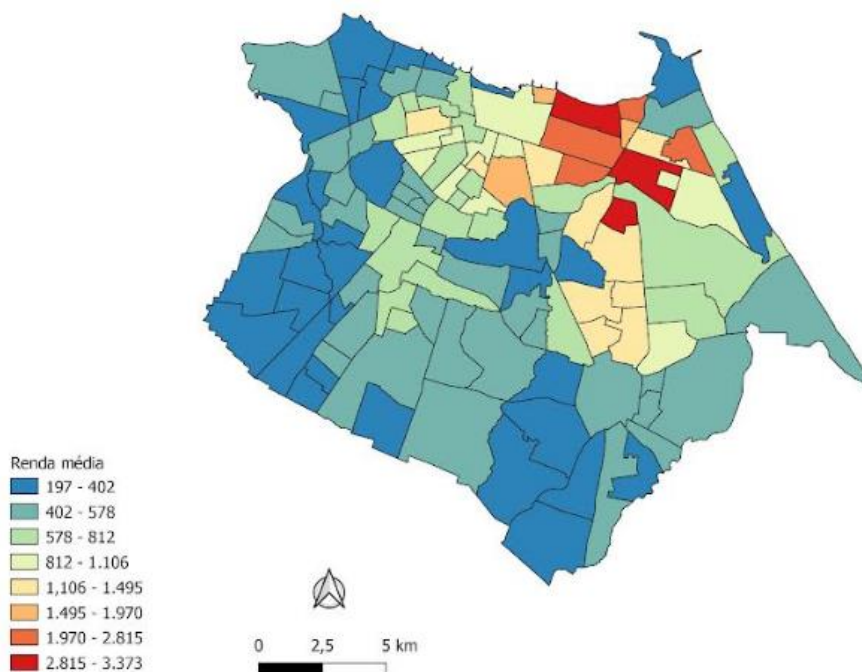 Renda média
197 - 402
402 - 578
578 - 812
812 - 1.106
1,106 - 1.495
1.495 - 1.970
1.970 - 2.815
2.815 - 3.373
0 2,5 5 km